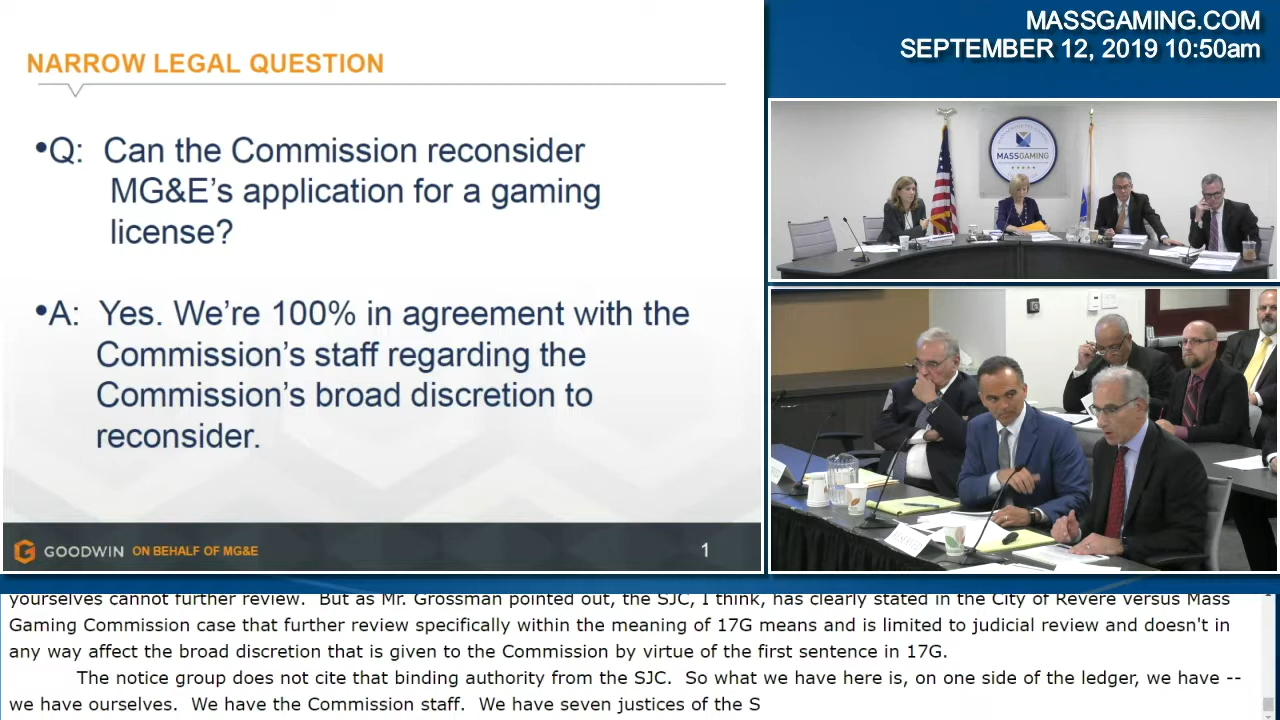 MASSGAMING.COM
SEPTEMBER 12, 2019 10:50am
NARROW LEGAL QUESTION
•Q: Can the Commission reconsider
MG&E's application for a gaming
license?
•A: Yes. We're 100% in agreement with the
Commission's staff regarding the
Commission's broad discretion to
reconsider.
GOODWIN ON BEHALF OF MG&E 1
MASSGAMING
yourselves cannot further review. But as Mr. Grossman pointed out, the SJC, I think, has clearly stated in the City of Revere versus Mass
Gaming Commission case that further review specifically within the meaning of 17G means and is limited to judicial review and doesn't in
any way affect the broad discretion that is given to the Commission by virtue of the first sentence in 17G.
The notice group does not cite that binding authority from the SJC. So what we have here is, on one side of the ledger, we have --
we have ourselves. We have the Commission staff. We have seven justices of the S